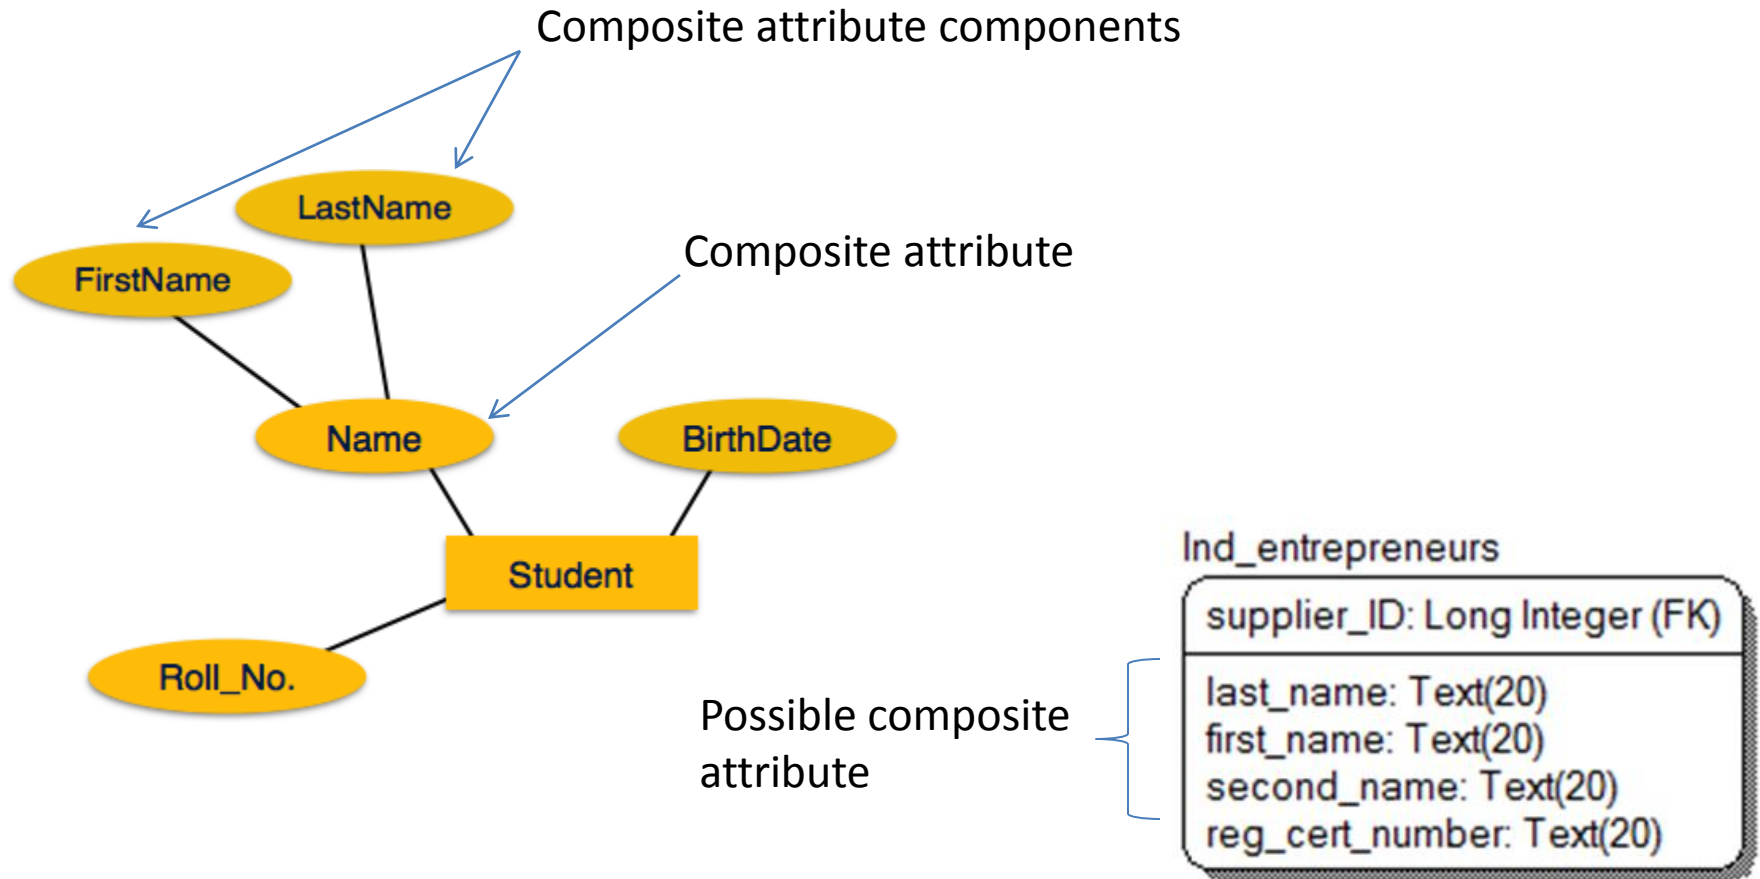 Composite attribute components
LastName
FirstName
Composite attribute
Name
BirthDate
Student
Roll_No.
Possible composite
attribute
Ind_entrepreneurs
supplier_ID: Long Integer (FK)
last_name: Text(20)
first_name: Text(20)
second_name: Text(20)
reg_cert_number: Text(20)